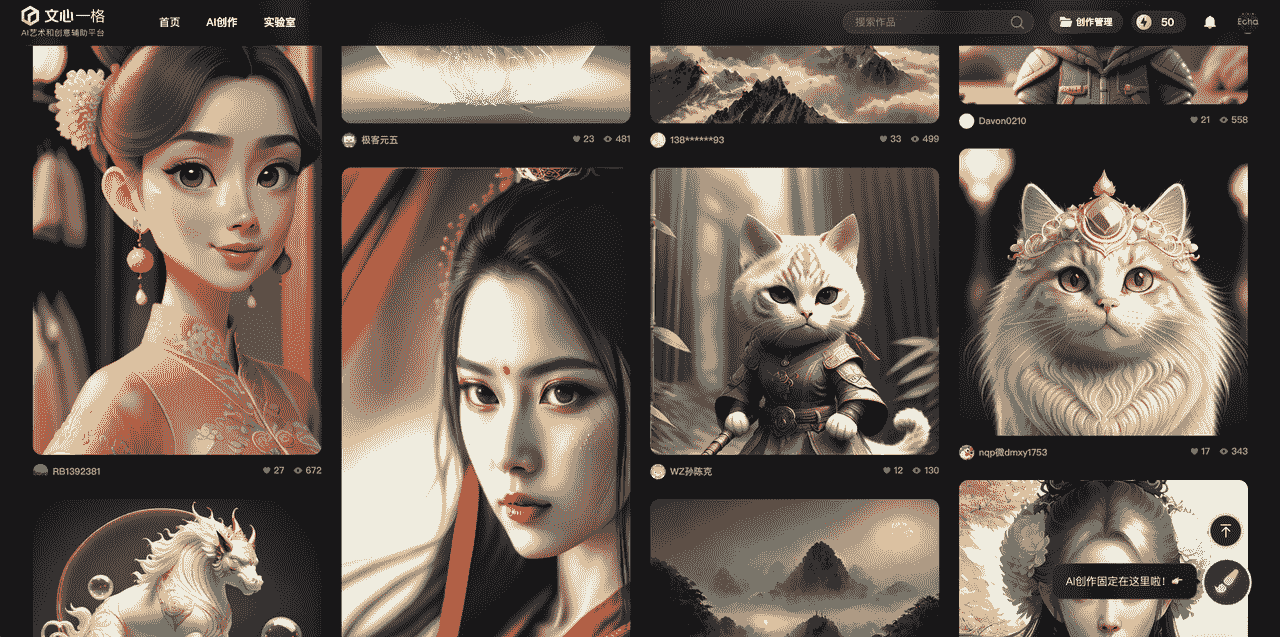 文心一格
AI艺术和创意辅助平台
首页
AI创作
实验室
搜索作品
创作管理
50
Echo
极客元五
23
481
138******93
33
499
Davon0210
21
558
RB1392381
27
672
WZ孙陈克
12
130
nqp微dmxy1753
17
343
AI创作固定在这里啦!